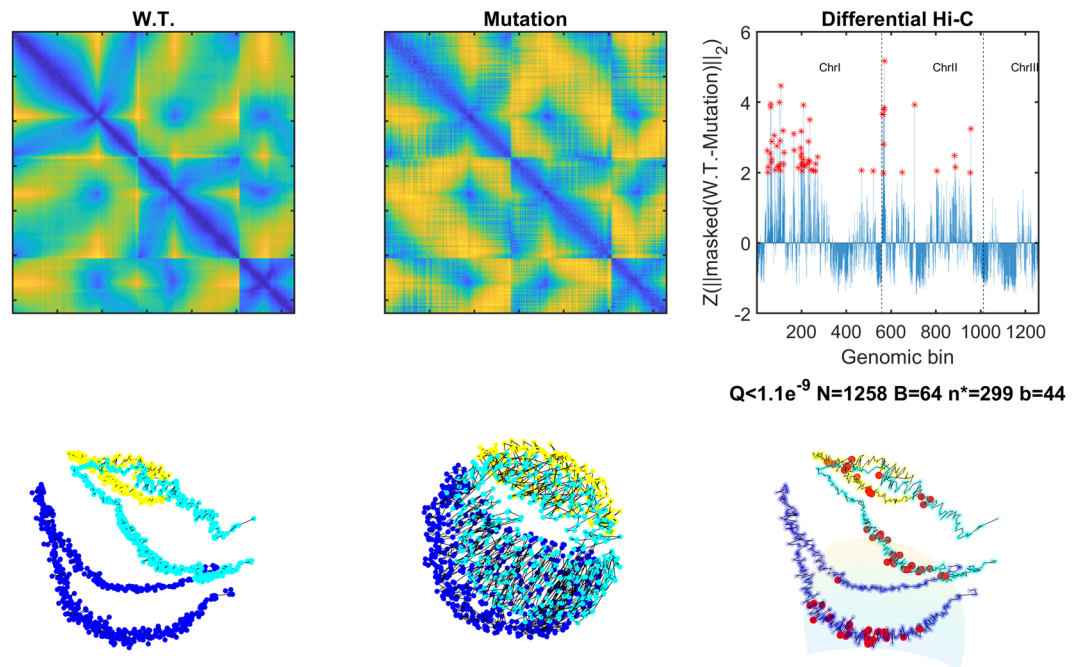 W.T.
Mutation
Differential Hi-C
Z(||masked(W.T.-Mutation)||₂)
6
4
2
0
-2
ChrI
ChrII
ChrIII
200 400 600 800 1000 1200
Genomic bin
Q<1.1e⁻⁹ N=1258 B=64 n*=299 b=44